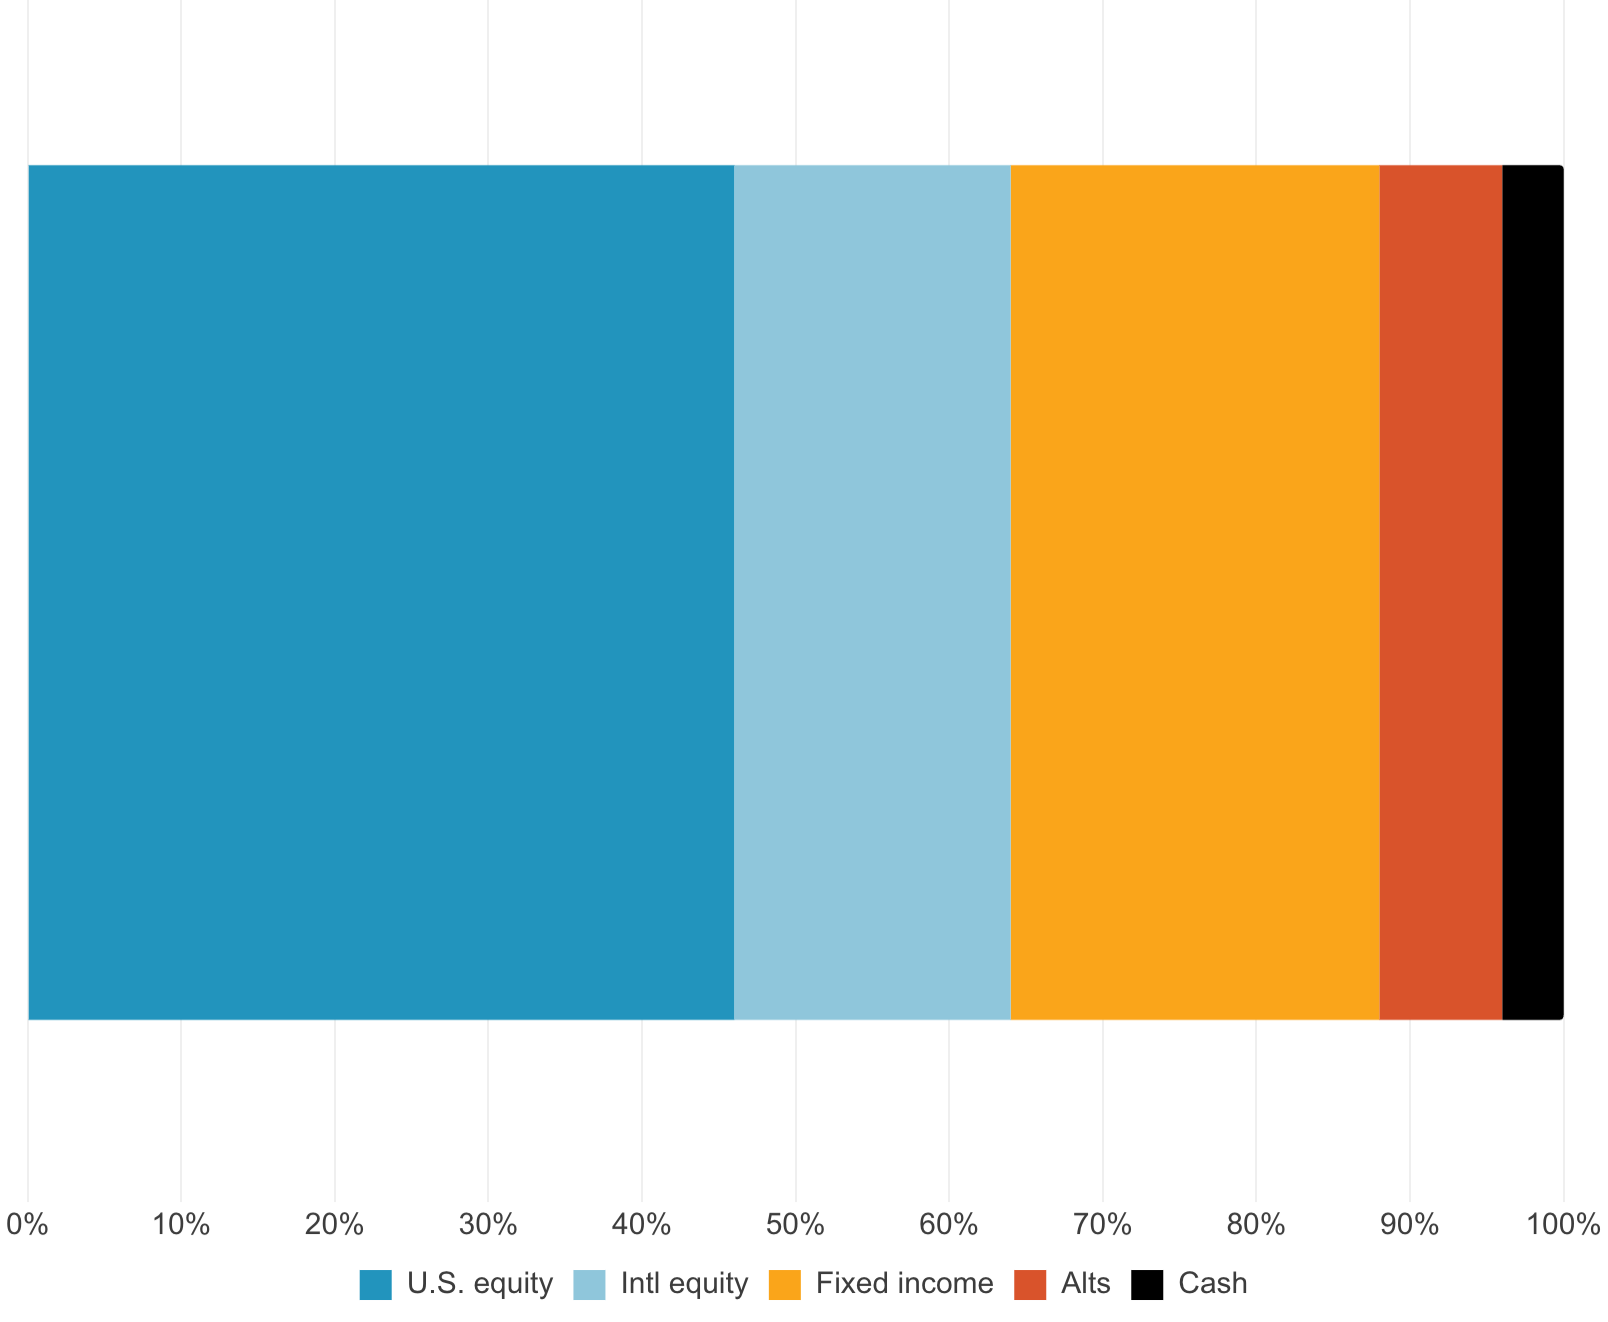 0% 10% 20% 30% 40% 50% 60% 70% 80% 90% 100%
U.S. equity Intl equity Fixed income Alts Cash